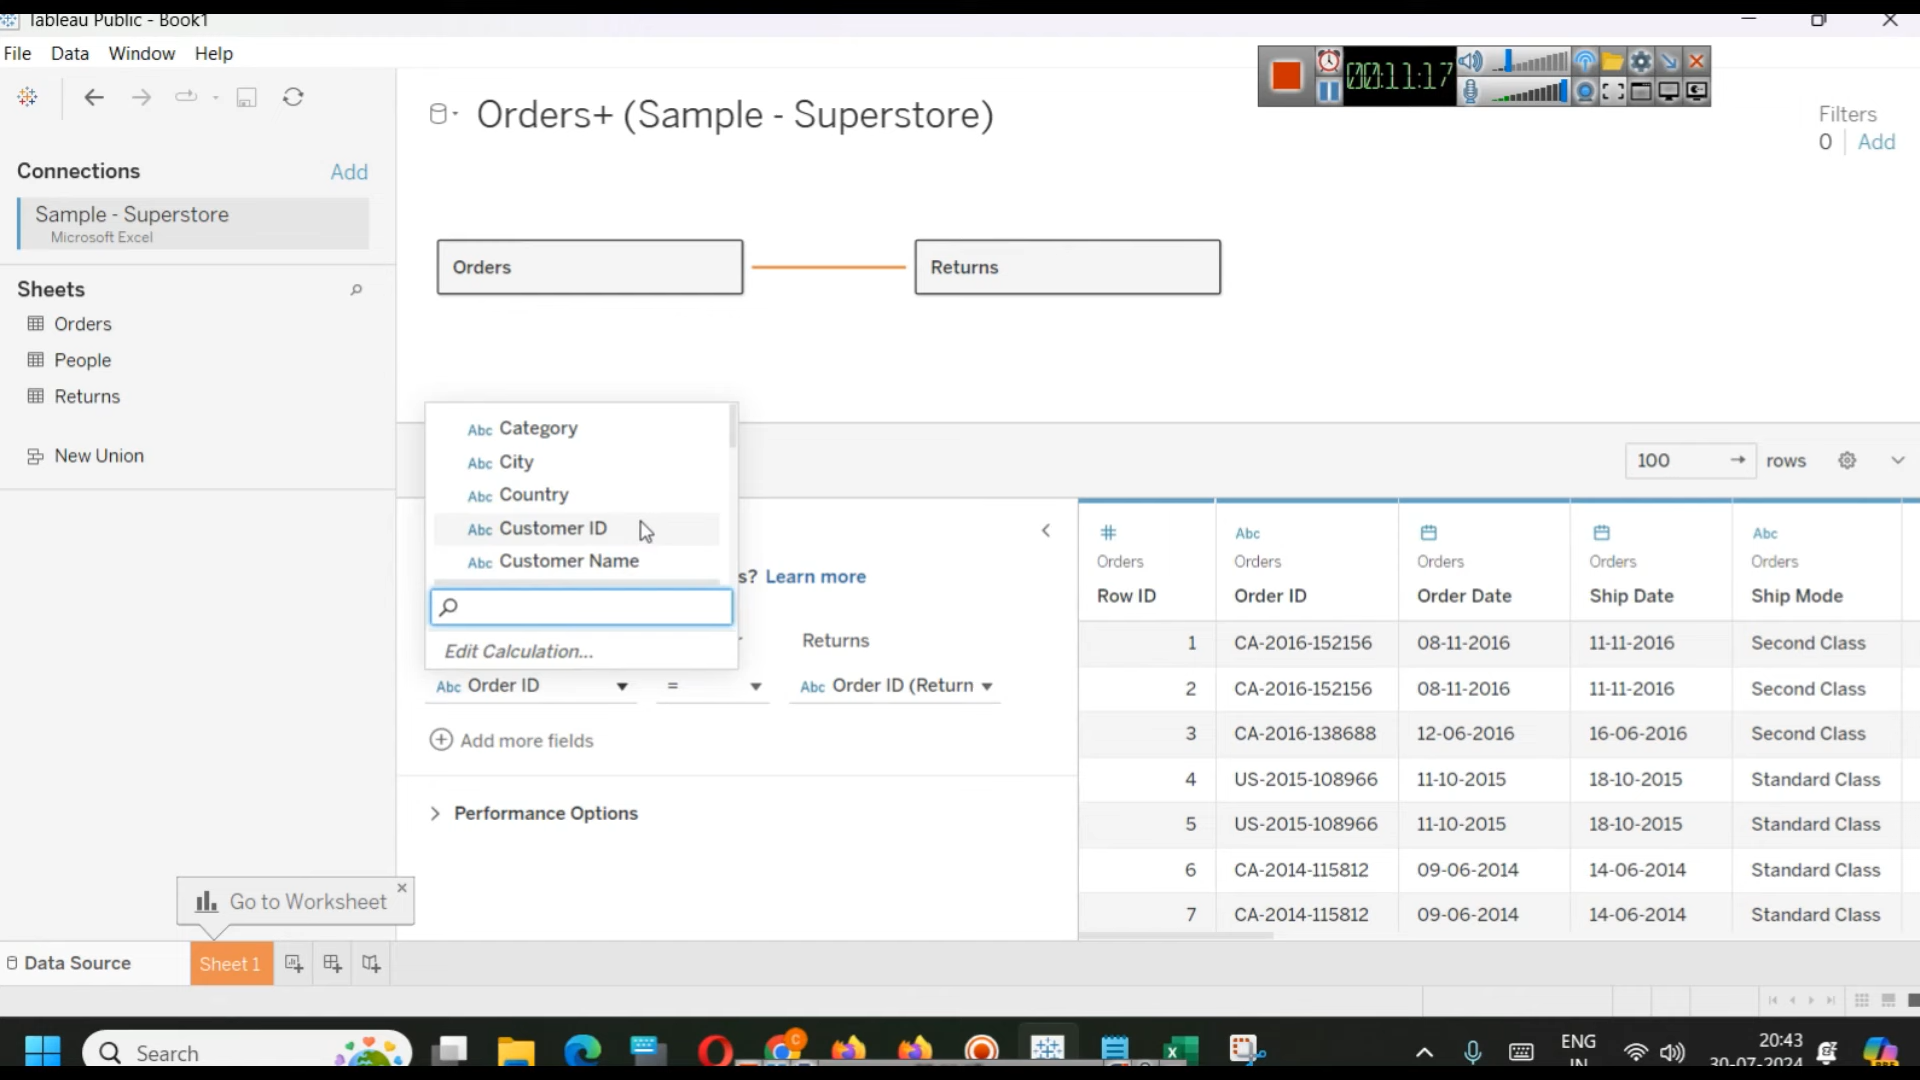 Tableau Public - Book1
File Data Window Help
00:11:17
Orders+ (Sample - Superstore)
Filters
0 Add
Connections Add
Sample - Superstore
Microsoft Excel
Sheets
Orders
People
Returns
New Union
Orders
Returns
Abc Category
Abc City
Abc Country
Abc Customer ID
Abc Customer Name
Edit Calculation...
s? Learn more
Returns
Abc Order ID = Abc Order ID (Return
Add more fields
Performance Options
100 rows
# Abc Abc
Orders Orders Orders Orders Orders
Row ID Order ID Order Date Ship Date Ship Mode
1 CA-2016-152156 08-11-2016 11-11-2016 Second Class
2 CA-2016-152156 08-11-2016 11-11-2016 Second Class
3 CA-2016-138688 12-06-2016 16-06-2016 Second Class
4 US-2015-108966 11-10-2015 18-10-2015 Standard Class
5 US-2015-108966 11-10-2015 18-10-2015 Standard Class
6 CA-2014-115812 09-06-2014 14-06-2014 Standard Class
7 CA-2014-115812 09-06-2014 14-06-2014 Standard Class
Go to Worksheet
Data Source Sheet 1
Search
ENG
IN
20:43
30-07-2024